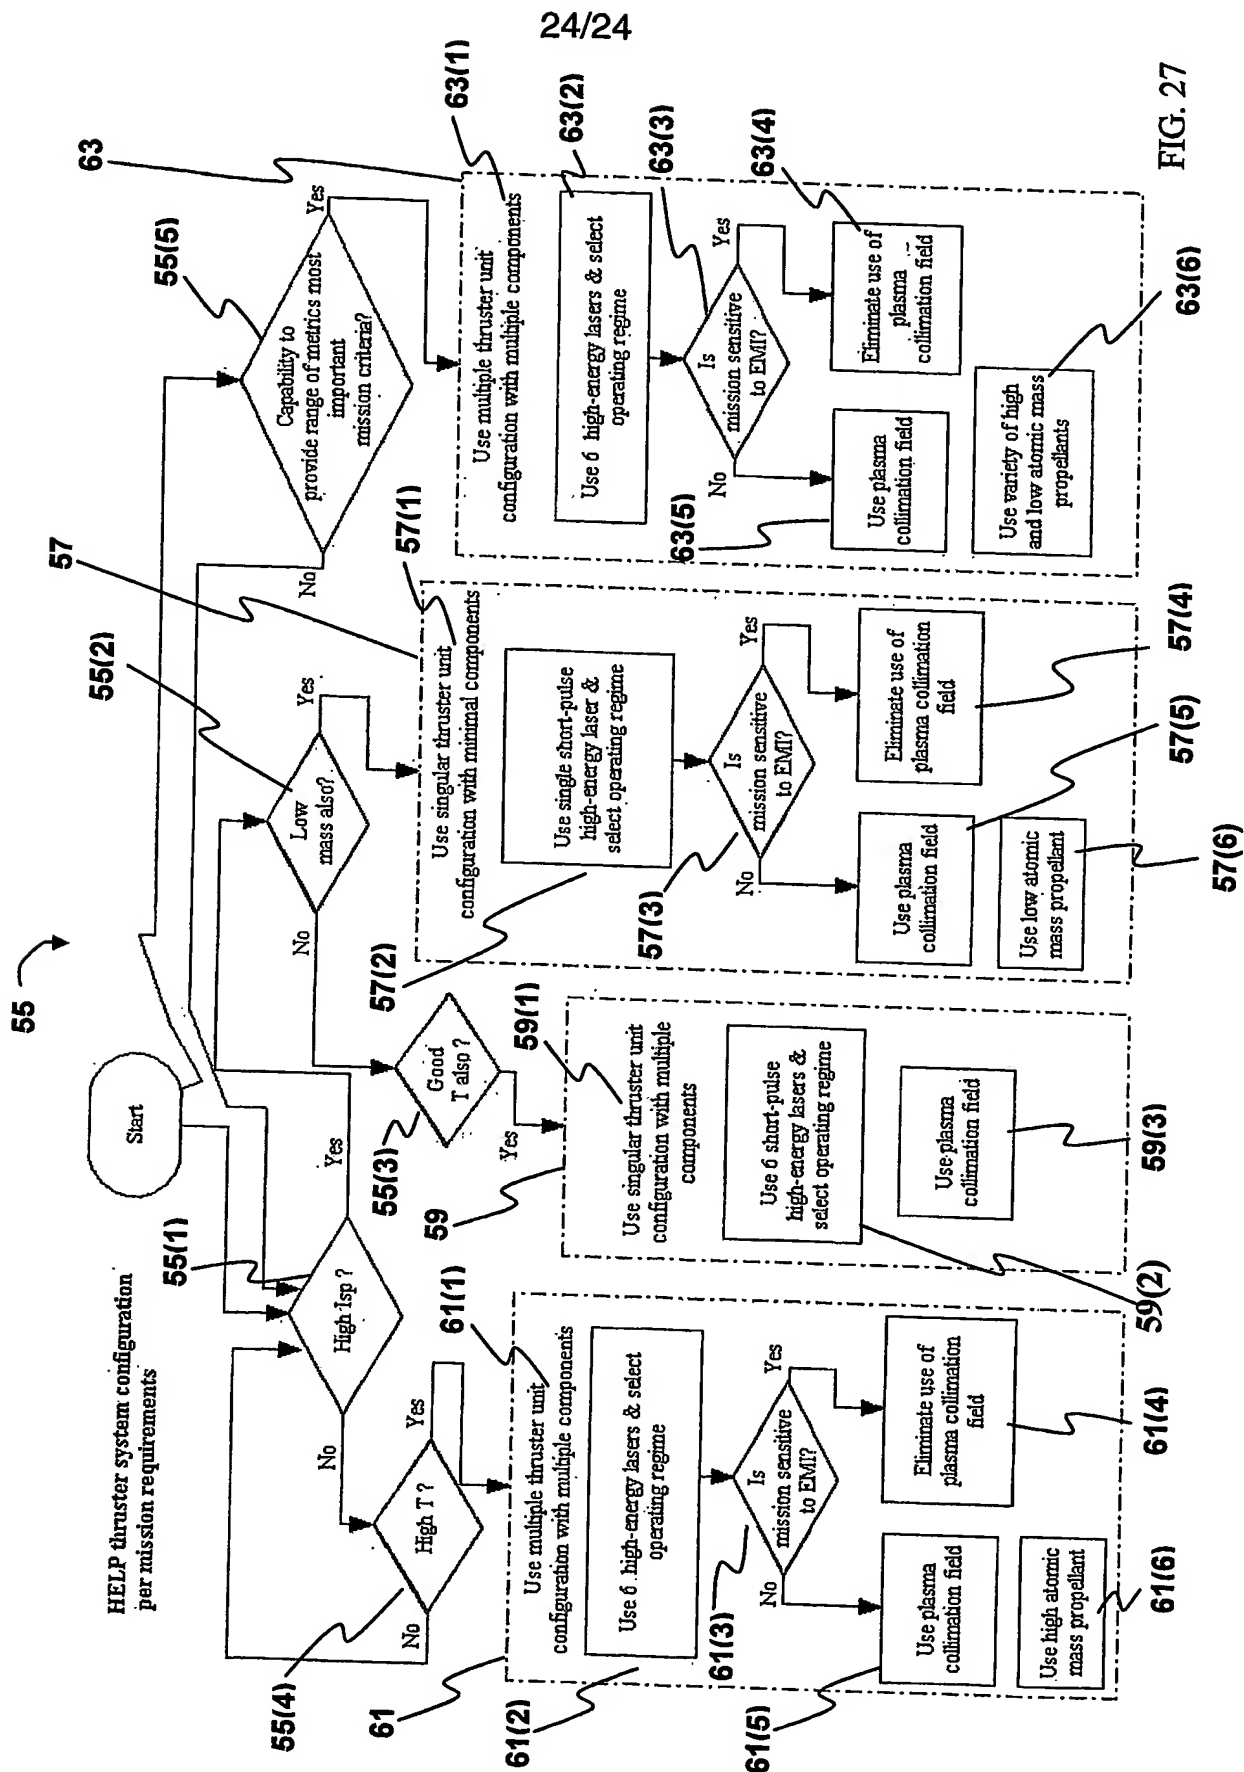 24/24
HELP thruster system configuration
per mission requirements
55
Start
55(1)
High Isp ?
Yes
No
55(4)
High T ?
Yes
No
55(2)
Low
mass also?
Yes
No
55(3)
Good
T also ?
Yes
55(5)
Capability to
provide range of metrics most
important
mission criteria?
Yes
No
61
61(1)
Use multiple thruster unit
configuration with multiple components
61(2)
Use 6 high-energy lasers & select
operating regime
61(3)
Is
mission sensitive
to EMI?
Yes
No
61(4)
Eliminate use of
plasma collimation
field
61(5)
Use plasma
collimation field
61(6)
Use high atomic
mass propellant
59
59(1)
Use singular thruster unit
configuration with multiple
components
59(2)
Use 6 short-pulse
high-energy lasers &
select operating regime
59(3)
Use plasma
collimation field
57
57(1)
Use singular thruster unit
configuration with minimal components
57(2)
Use single short-pulse
high-energy laser &
select operating regime
57(3)
Is
mission sensitive
to EMI?
Yes
No
57(4)
Eliminate use of
plasma collimation
field
57(5)
Use plasma
collimation field
57(6)
Use low atomic
mass propellant
63
63(1)
Use multiple thruster unit
configuration with multiple components
63(2)
Use 6 high-energy lasers & select
operating regime
63(3)
Is
mission sensitive
to EMI?
Yes
No
63(4)
Eliminate use of
plasma
collimation field
63(5)
Use plasma
collimation field
63(6)
Use variety of high
and low atomic mass
propellants
FIG. 27